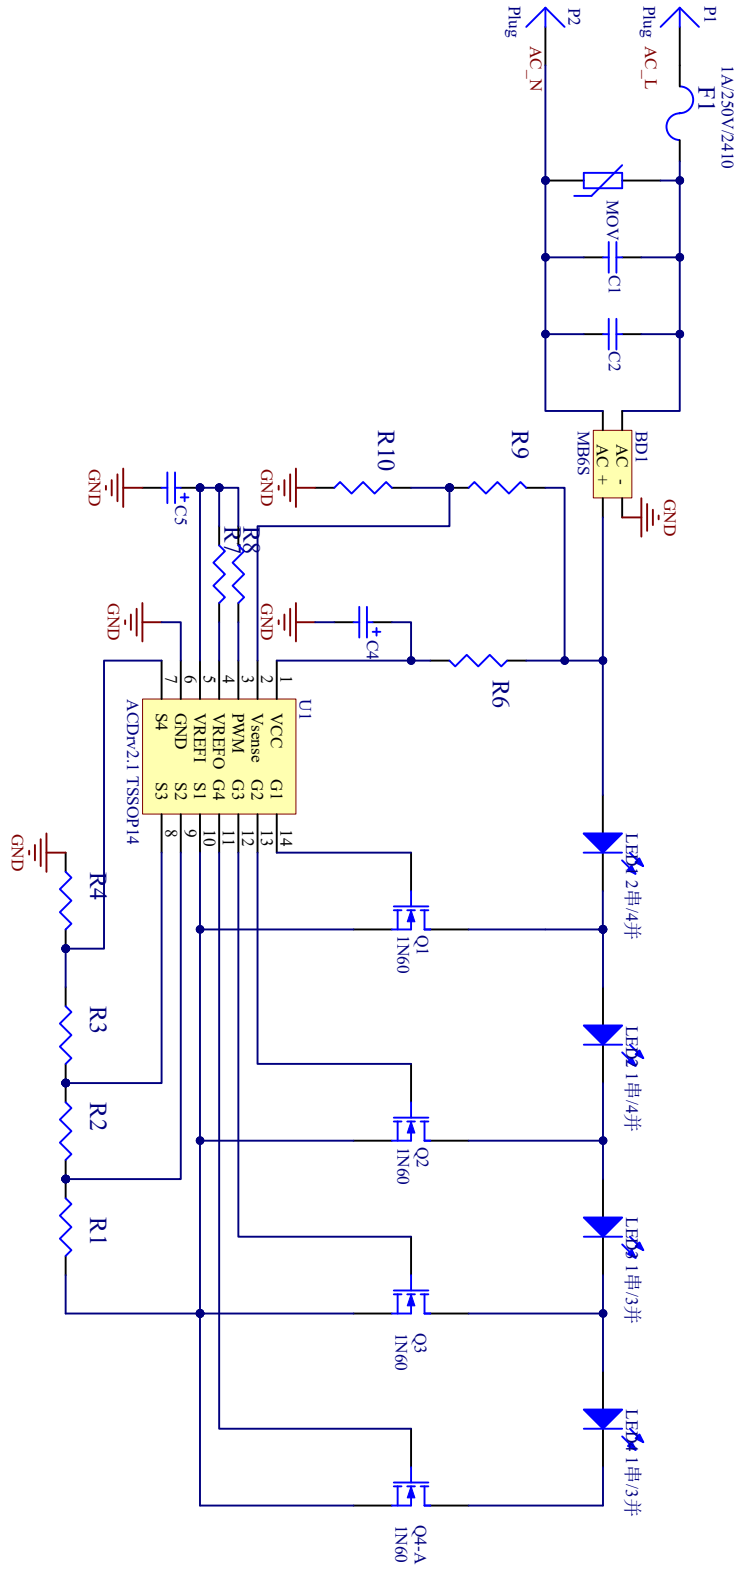 P1
Plug
AC_L
P2
Plug
AC_N
1A/250V/2410
F1
MOV
C1
C2
BD1
MB6S
AC -
AC +
GND
R9
R10
GND
C5
GND
R8
R7
GND
C4
GND
R6
U1
ACDrv2.1 TSSOP14
1
2
3
4
5
6
7
VCC
Vsense
PWM
VREFO
VREFI
GND
S4
G1
G2
G3
G4
S1
S2
S3
14
13
12
11
10
9
8
LED1 2串/4并
Q1
1N60
GND
R4
R3
R2
R1
LED2 1串/4并
Q2
1N60
LED3 1串/3并
Q3
1N60
LED4 1串/3并
Q4-A
1N60